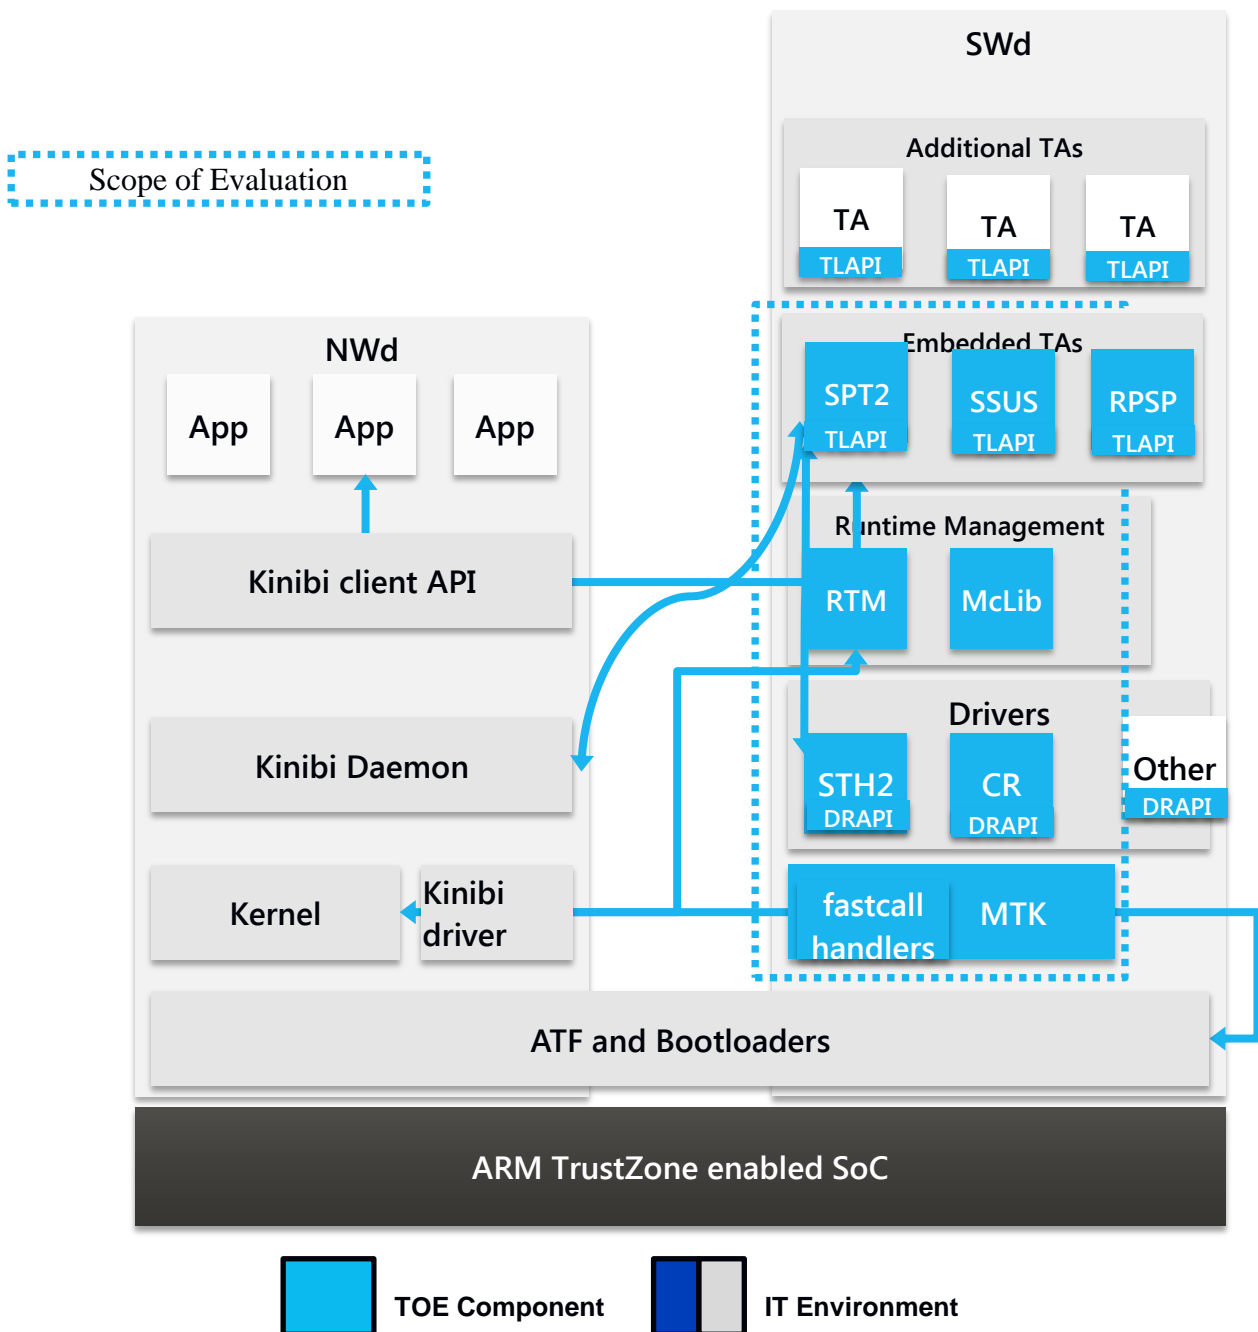 SWd
Additional TAs
Scope of Evaluation
TA
TLAPI
TA
TLAPI
TA
TLAPI
NWd
App
App
App
Embedded TAs
SPT2
TLAPI
SSUS
TLAPI
RPSP
TLAPI
Runtime Management
Kinibi client API
RTM
McLib
Drivers
Kinibi Daemon
STH2
DRAPI
CR
DRAPI
Other
DRAPI
Kernel
Kinibi
driver
fastcall
handlers
MTK
ATF and Bootloaders
ARM TrustZone enabled SoC
TOE Component
IT Environment